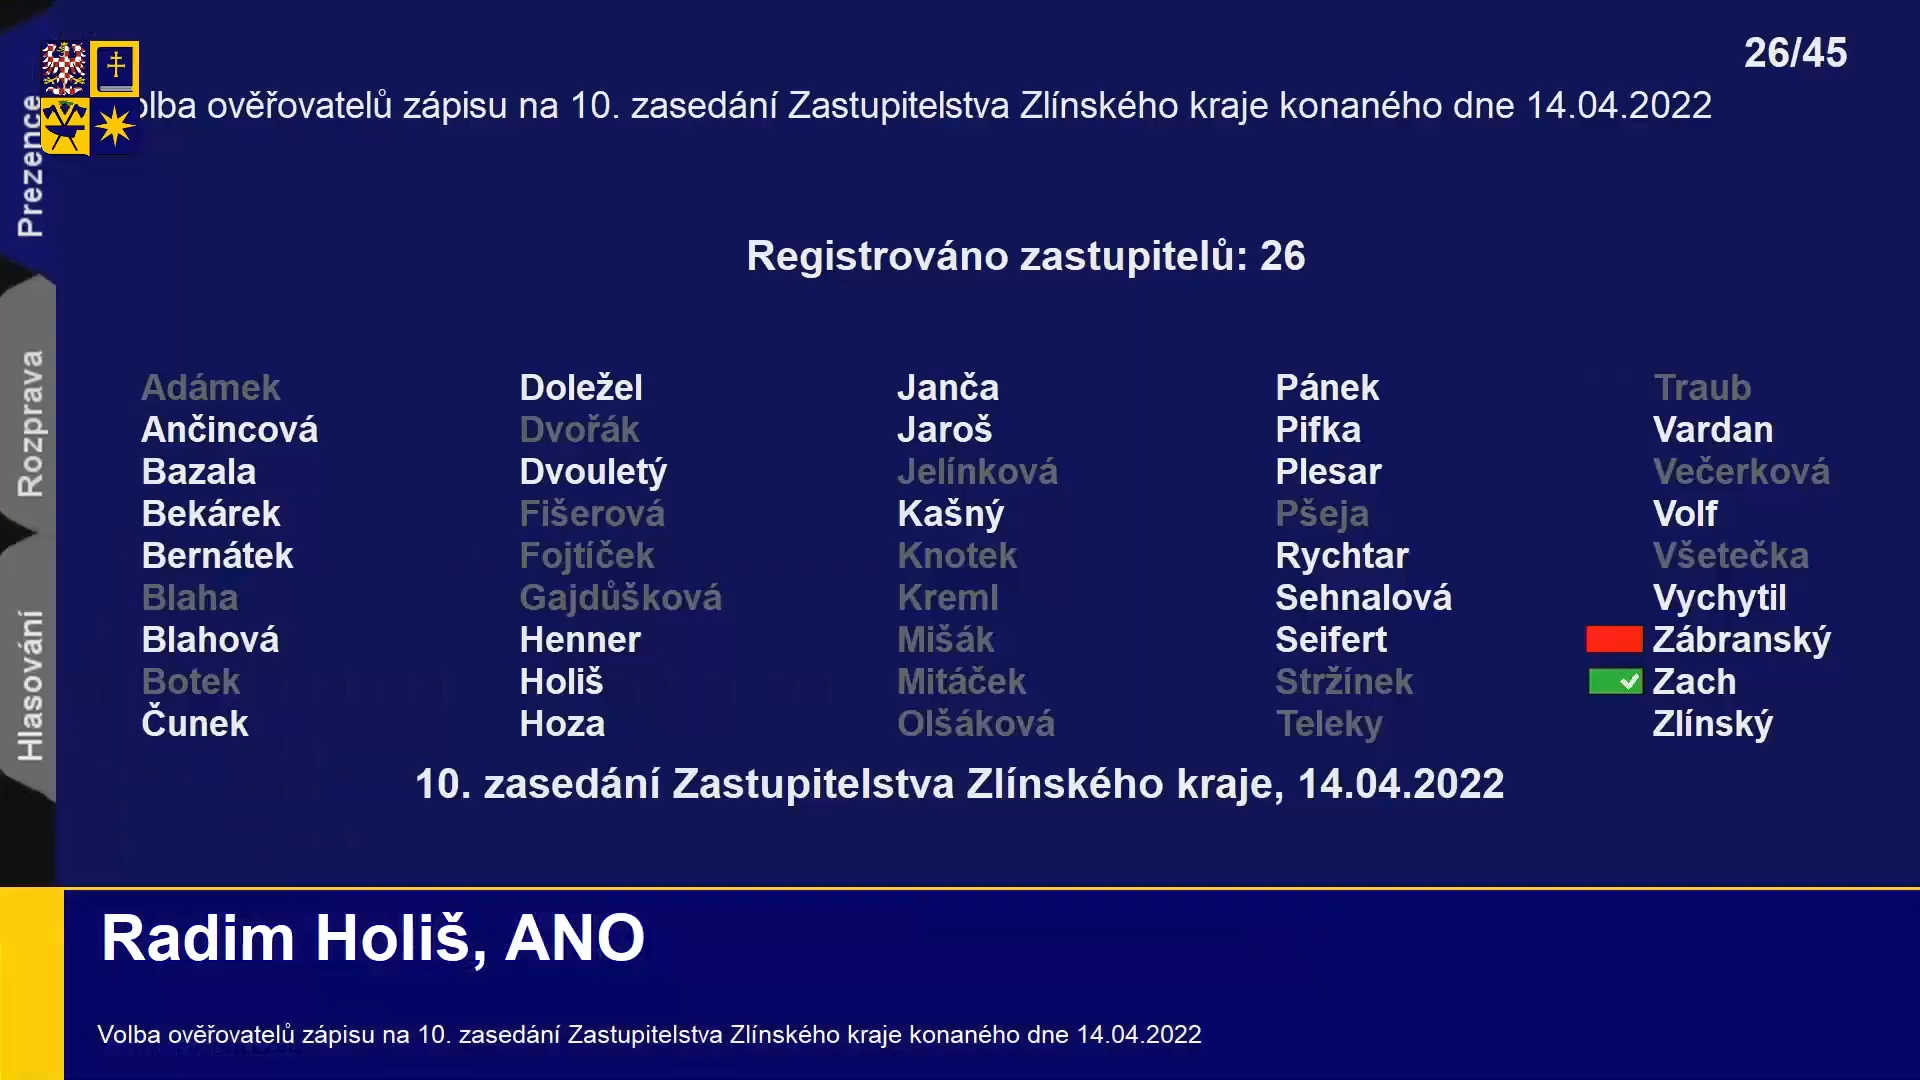 26/45
olba ověřovatelů zápisu na 10. zasedání Zastupitelstva Zlínského kraje konaného dne 14.04.2022
Prezence
Rozprava
Hlasování
Registrováno zastupitelů: 26
Adámek Doležel Janča Pánek Traub
Ančincová Dvořák Jaroš Pifka Vardan
Bazala Dvouletý Jelínková Plesar Večerková
Bekárek Fišerová Kašný Pšeja Volf
Bernátek Fojtíček Knotek Rychtar Všetečka
Blaha Gajdůšková Kreml Sehnalová Vychytil
Blahová Henner Mišák Seifert Zábranský
Botek Holiš Mitáček Stržínek Zach
Čunek Hoza Olšáková Teleky Zlínský
10. zasedání Zastupitelstva Zlínského kraje, 14.04.2022
Radim Holiš, ANO
Volba ověřovatelů zápisu na 10. zasedání Zastupitelstva Zlínského kraje konaného dne 14.04.2022